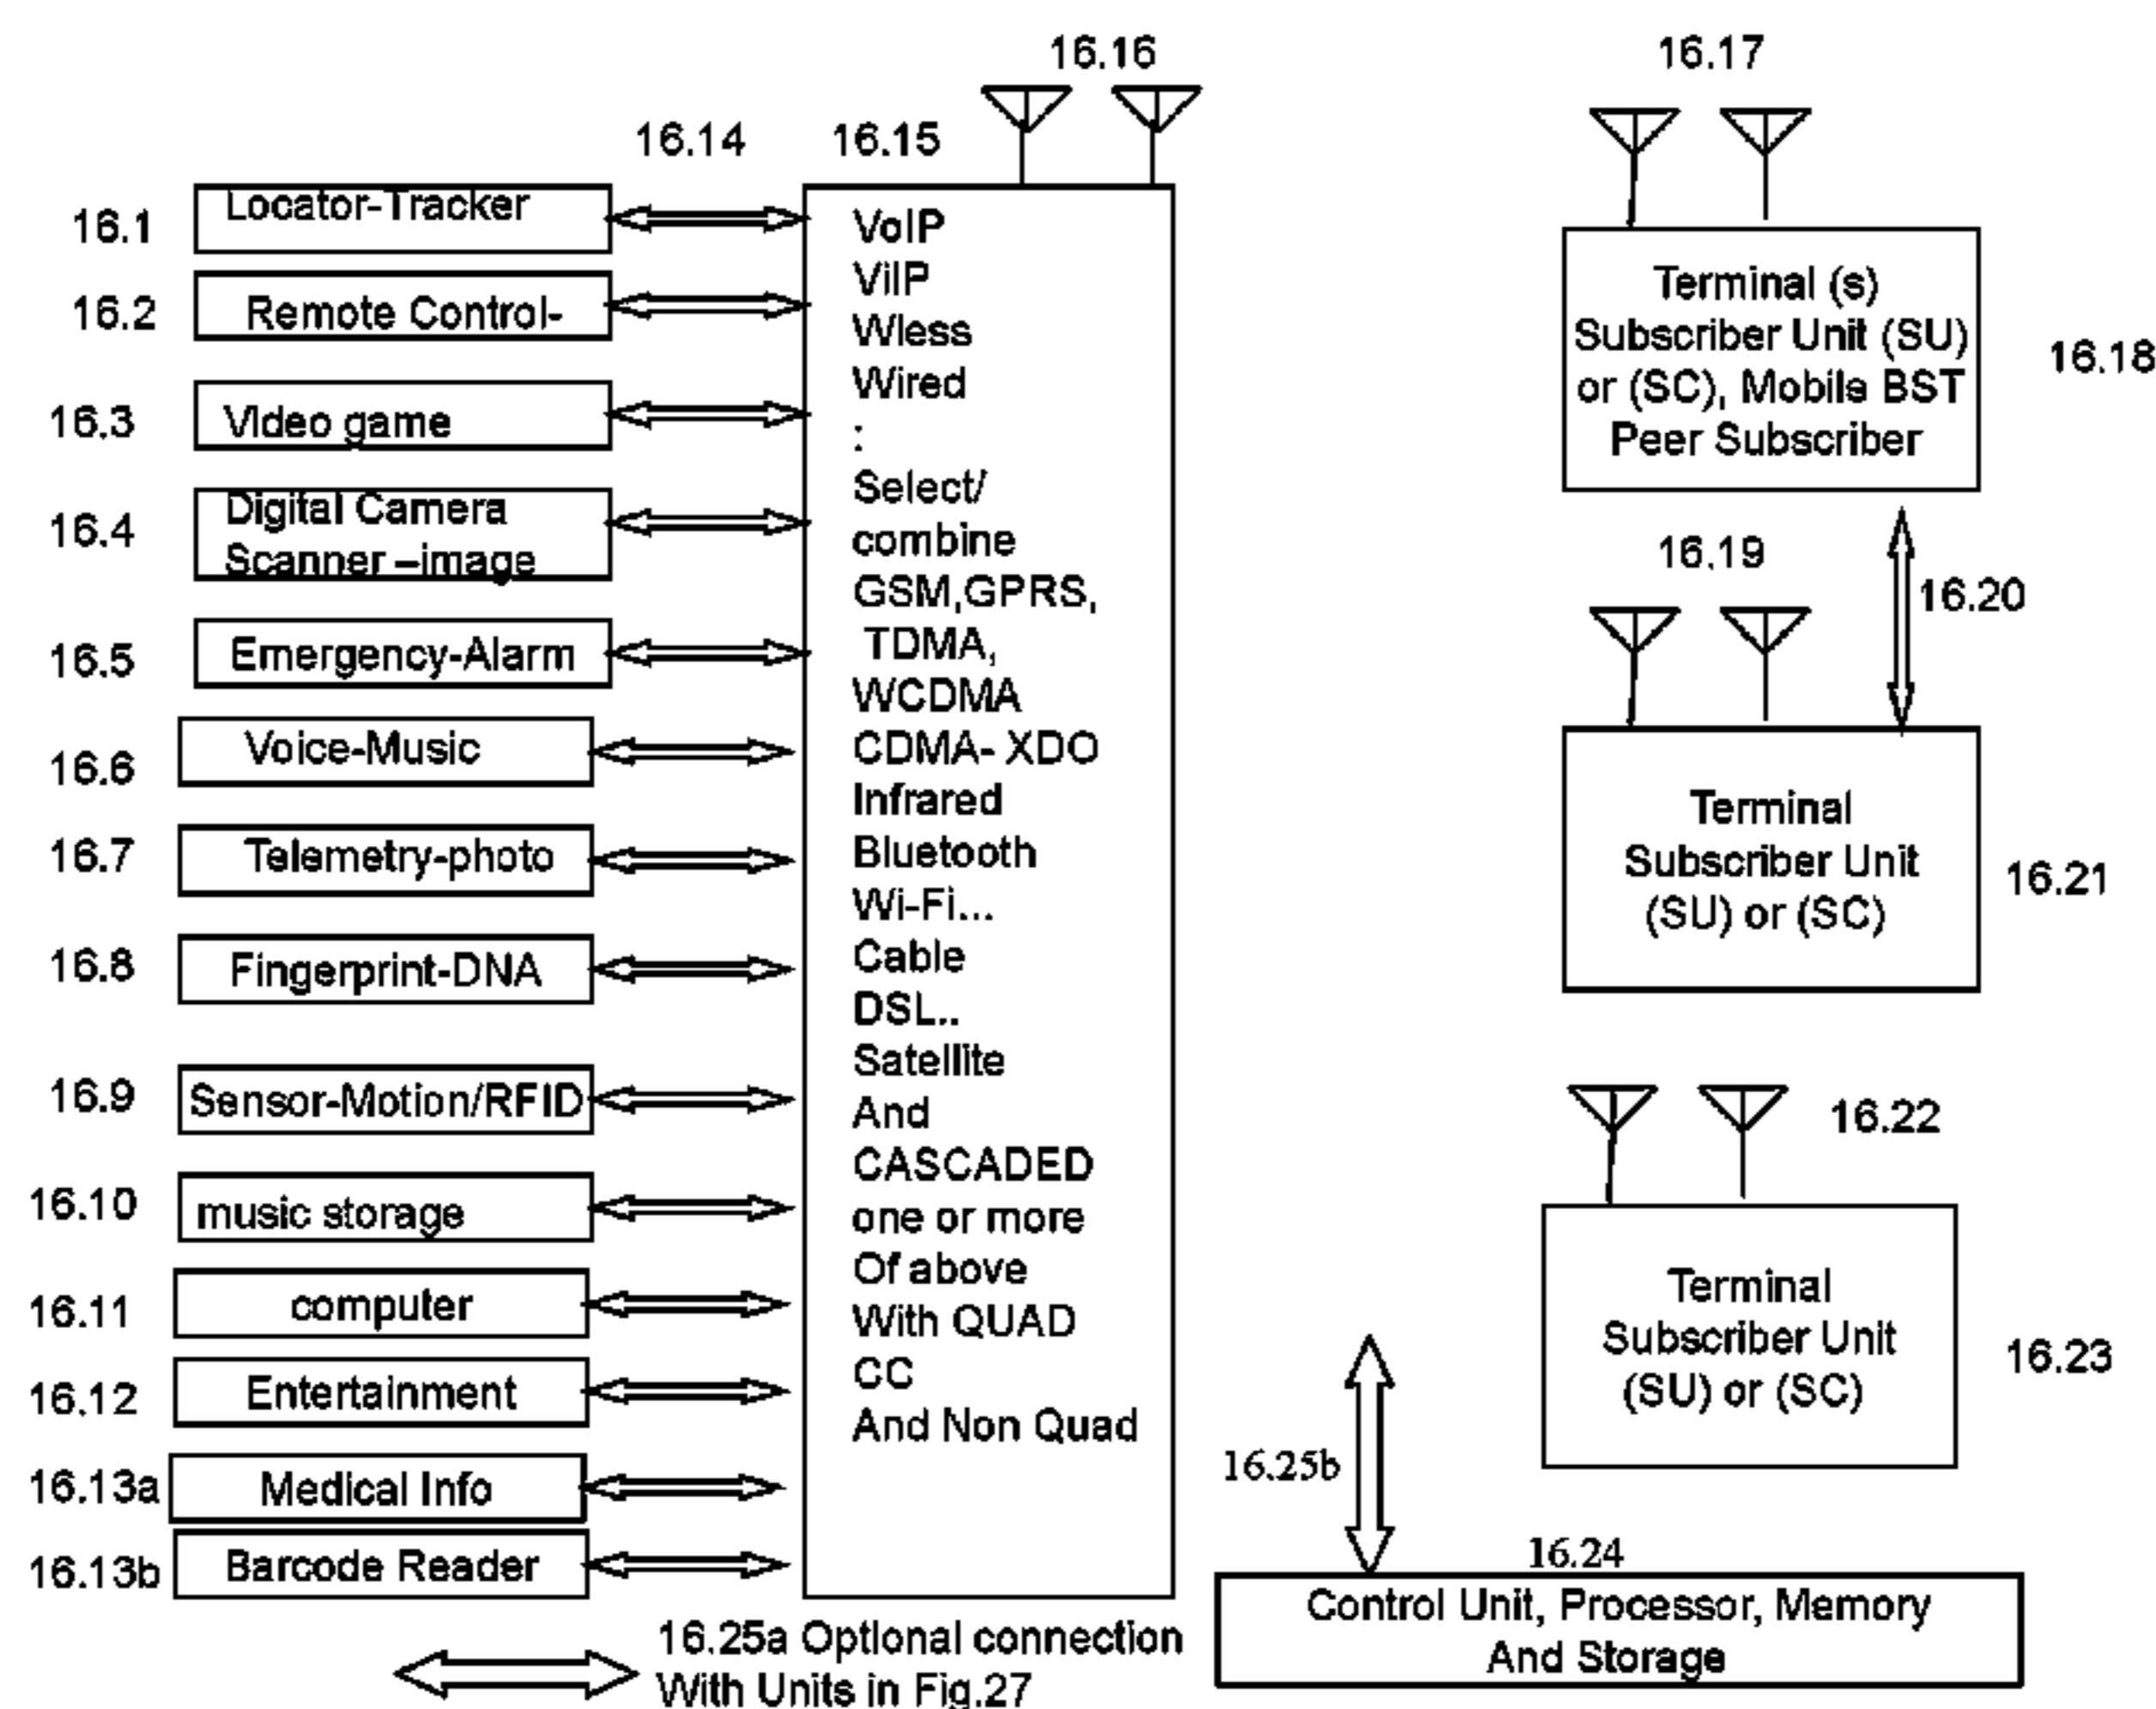 16.16
16.17
16.14
16.15
16.1
Locator-Tracker
16.2
Remote Control-
16.3
Video game
16.4
Digital Camera
Scanner –image
16.5
Emergency-Alarm
16.6
Voice-Music
16.7
Telemetry-photo
16.8
Fingerprint-DNA
16.9
Sensor-Motion/RFID
16.10
music storage
16.11
computer
16.12
Entertainment
16.13a
Medical Info
16.13b
Barcode Reader
VoIP
ViIP
Wless
Wired
:
Select/
combine
GSM,GPRS,
TDMA,
WCDMA
CDMA- XDO
Infrared
Bluetooth
Wi-Fi...
Cable
DSL..
Satellite
And
CASCADED
one or more
Of above
With QUAD
CC
And Non Quad
Terminal (s)
Subscriber Unit (SU)
or (SC), Mobile BST
Peer Subscriber
16.18
16.19
16.20
Terminal
Subscriber Unit
(SU) or (SC)
16.21
16.22
Terminal
Subscriber Unit
(SU) or (SC)
16.23
16.25b
16.24
Control Unit, Processor, Memory
And Storage
16.25a Optional connection
With Units in Fig.27